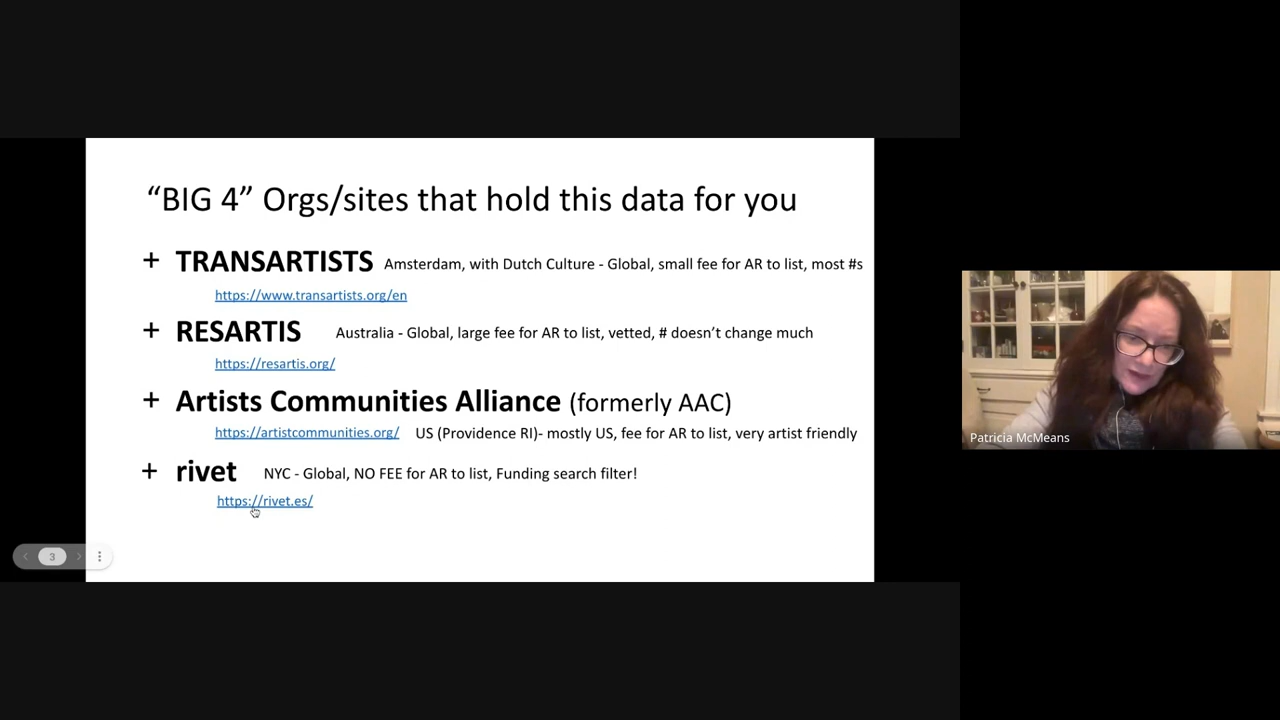 “BIG 4” Orgs/sites that hold this data for you
+ TRANSARTISTS Amsterdam, with Dutch Culture - Global, small fee for AR to list, most #s
https://www.transartists.org/en
+ RESARTIS Australia - Global, large fee for AR to list, vetted, # doesn’t change much
https://resartis.org/
+ Artists Communities Alliance (formerly AAC)
https://artistcommunities.org/ US (Providence RI)- mostly US, fee for AR to list, very artist friendly
+ rivet NYC - Global, NO FEE for AR to list, Funding search filter!
https://rivet.es/
3
Patricia McMeans